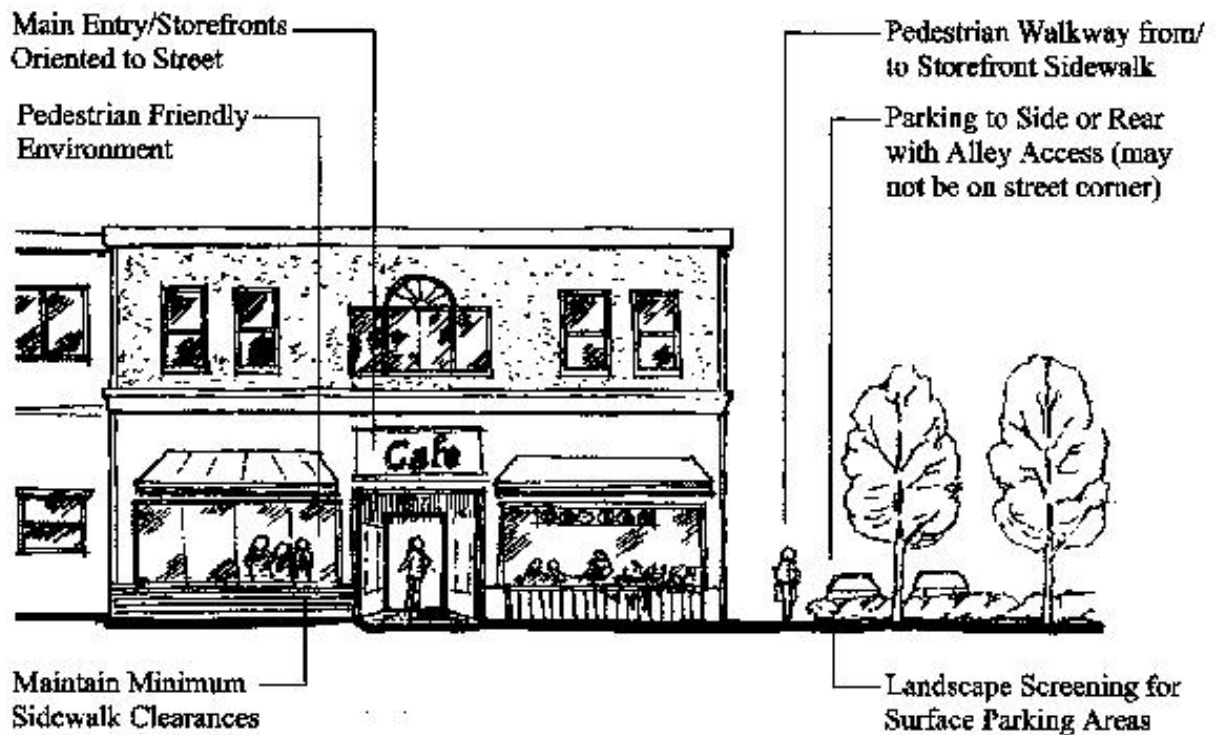 Main Entry/Storefronts
Oriented to Street
Pedestrian Friendly
Environment
Pedestrian Walkway from/
to Storefront Sidewalk
Parking to Side or Rear
with Alley Access (may
not be on street corner)
Cafe
Maintain Minimum
Sidewalk Clearances
Landscape Screening for
Surface Parking Areas